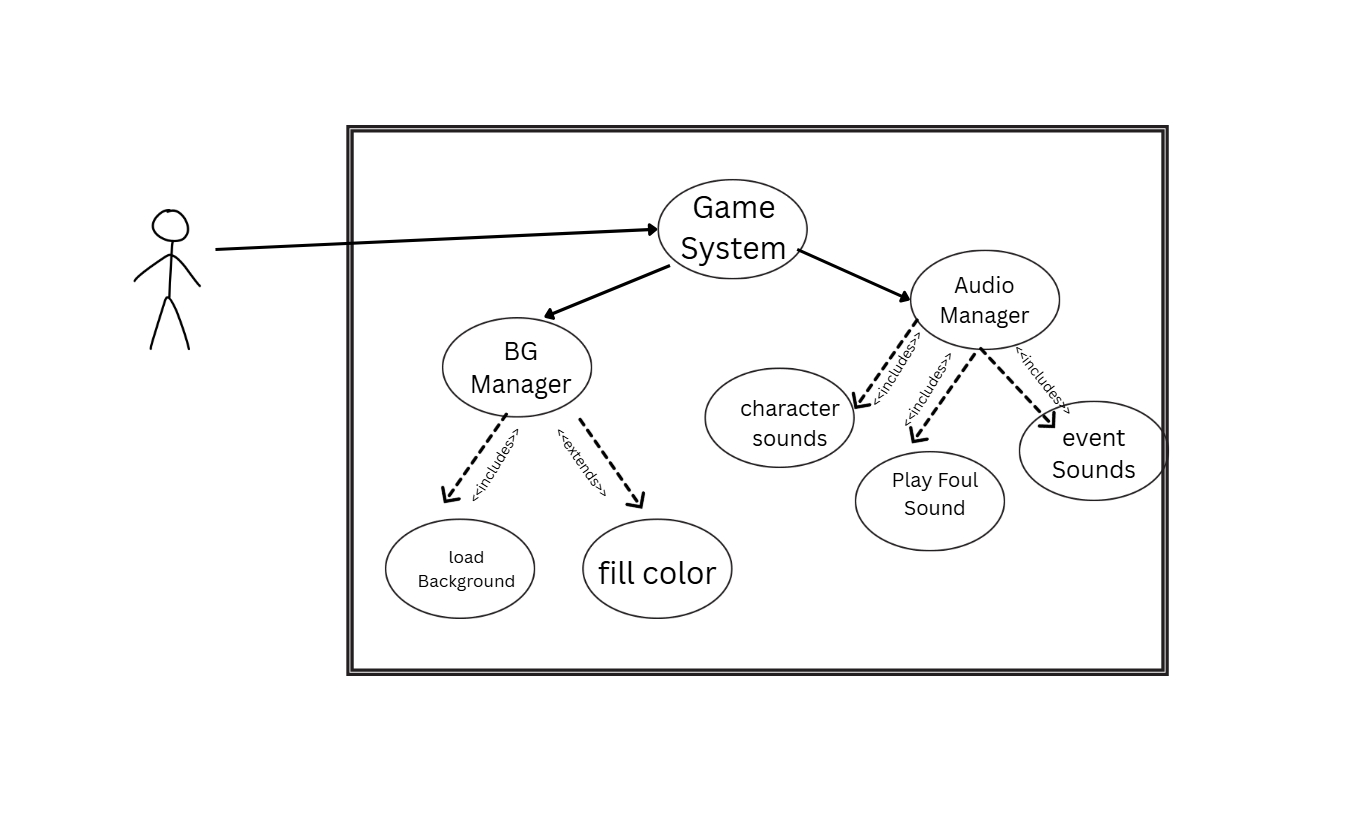 Game
System
Audio
Manager
BG
Manager
<<includes>>
<<includes>>
<<includes>>
character
sounds
event
Sounds
Play Foul
Sound
<<includes>>
<<extends>>
load
Background
fill color